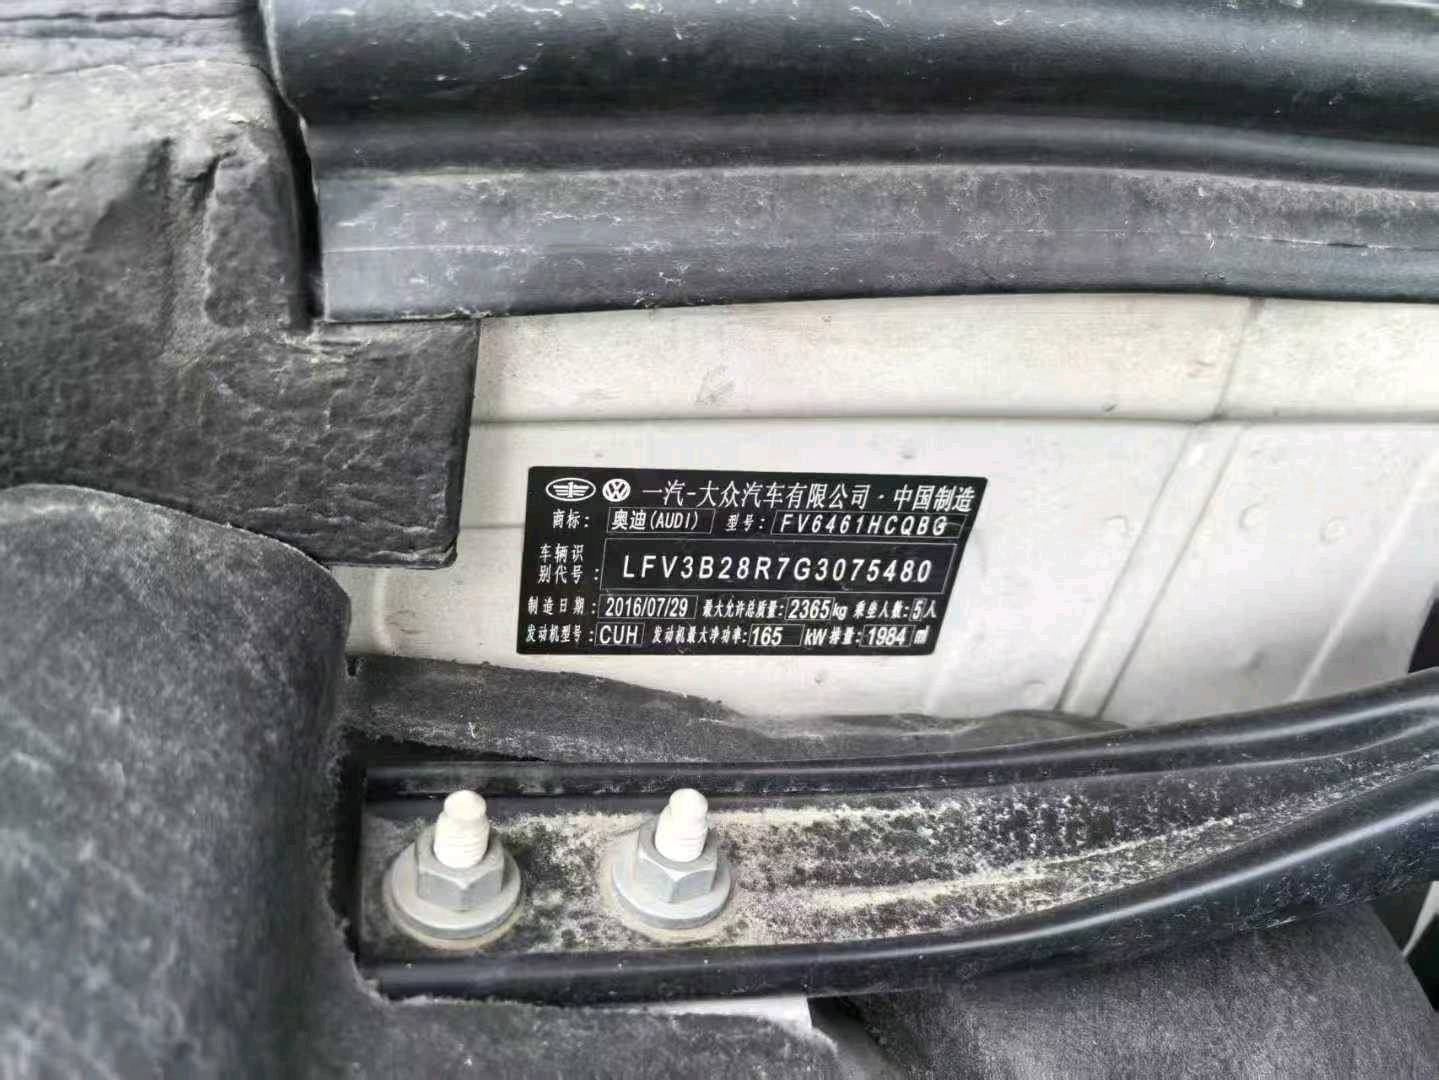 一汽-大众汽车有限公司·中国制造
商标: 奥迪(AUDI) 型号: FV6461HCQBG
车辆识
别代号: LFV3B28R7G3075480
制造日期: 2016/07/29 最大允许总质量: 2365kg 乘坐人数: 5人
发动机型号: CUH 发动机最大净功率: 165 kW 排量: 1984 ml